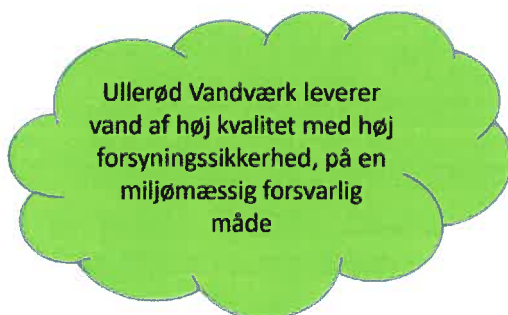 Ullerød Vandværk leverer
vand af høj kvalitet med høj
forsyningssikkerhed, på en
miljømæssig forsvarlig
måde